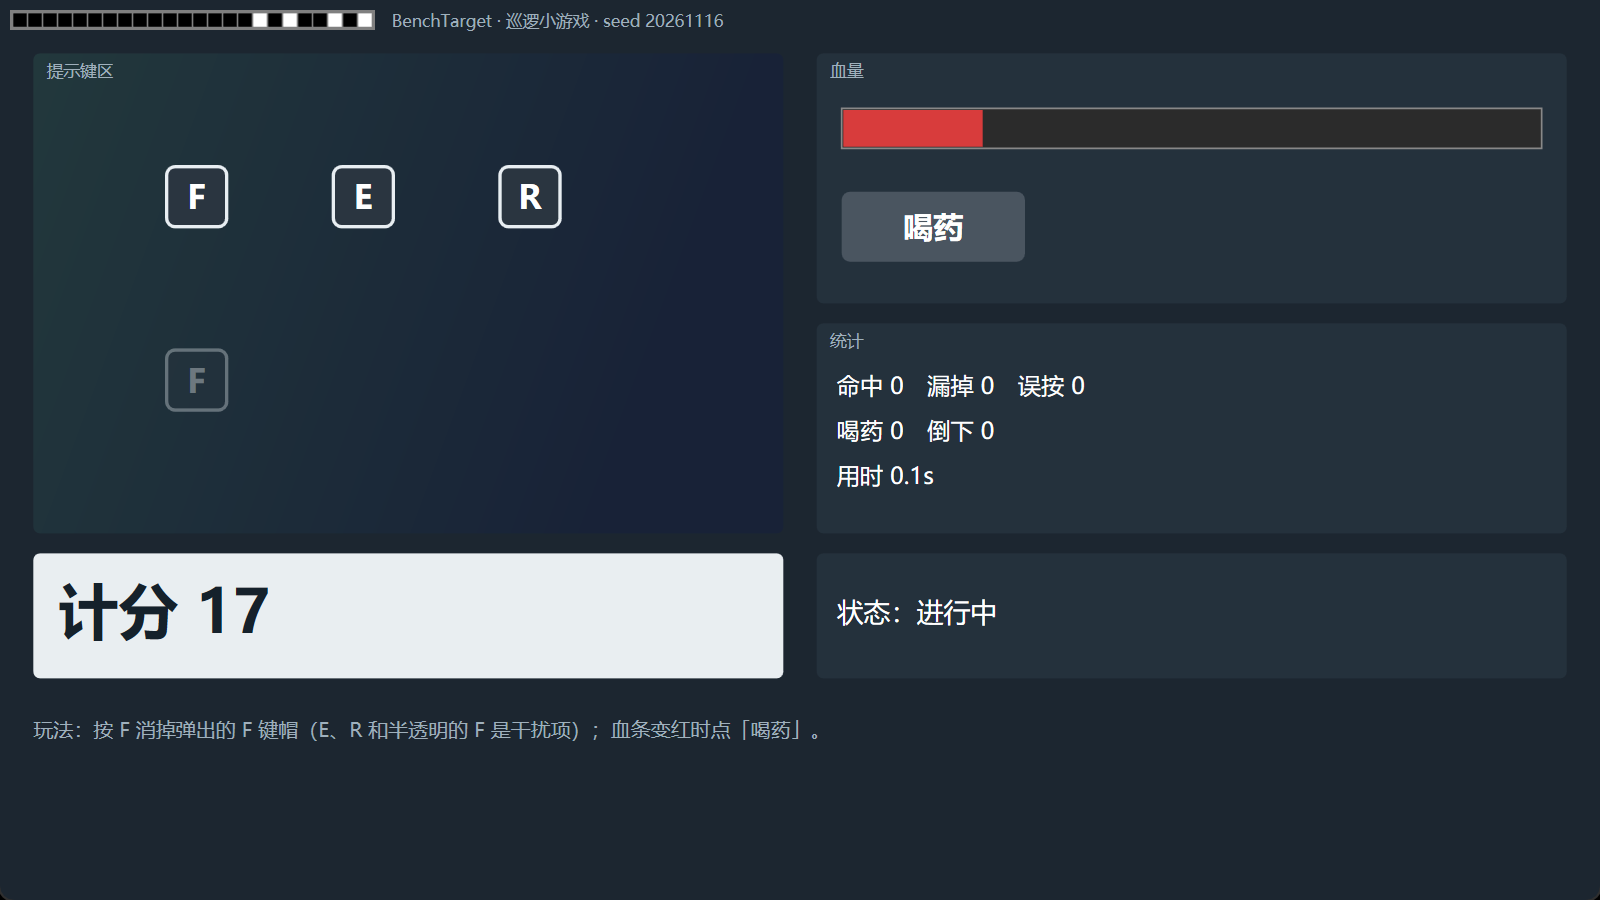 BenchTarget · 巡逻小游戏 · seed 20261116
提示键区
F E R
F
血量
喝药
统计
命中 0 漏掉 0 误按 0
喝药 0 倒下 0
用时 0.1s
计分 17
状态：进行中
玩法：按 F 消掉弹出的 F 键帽（E、R 和半透明的 F 是干扰项）；血条变红时点「喝药」。